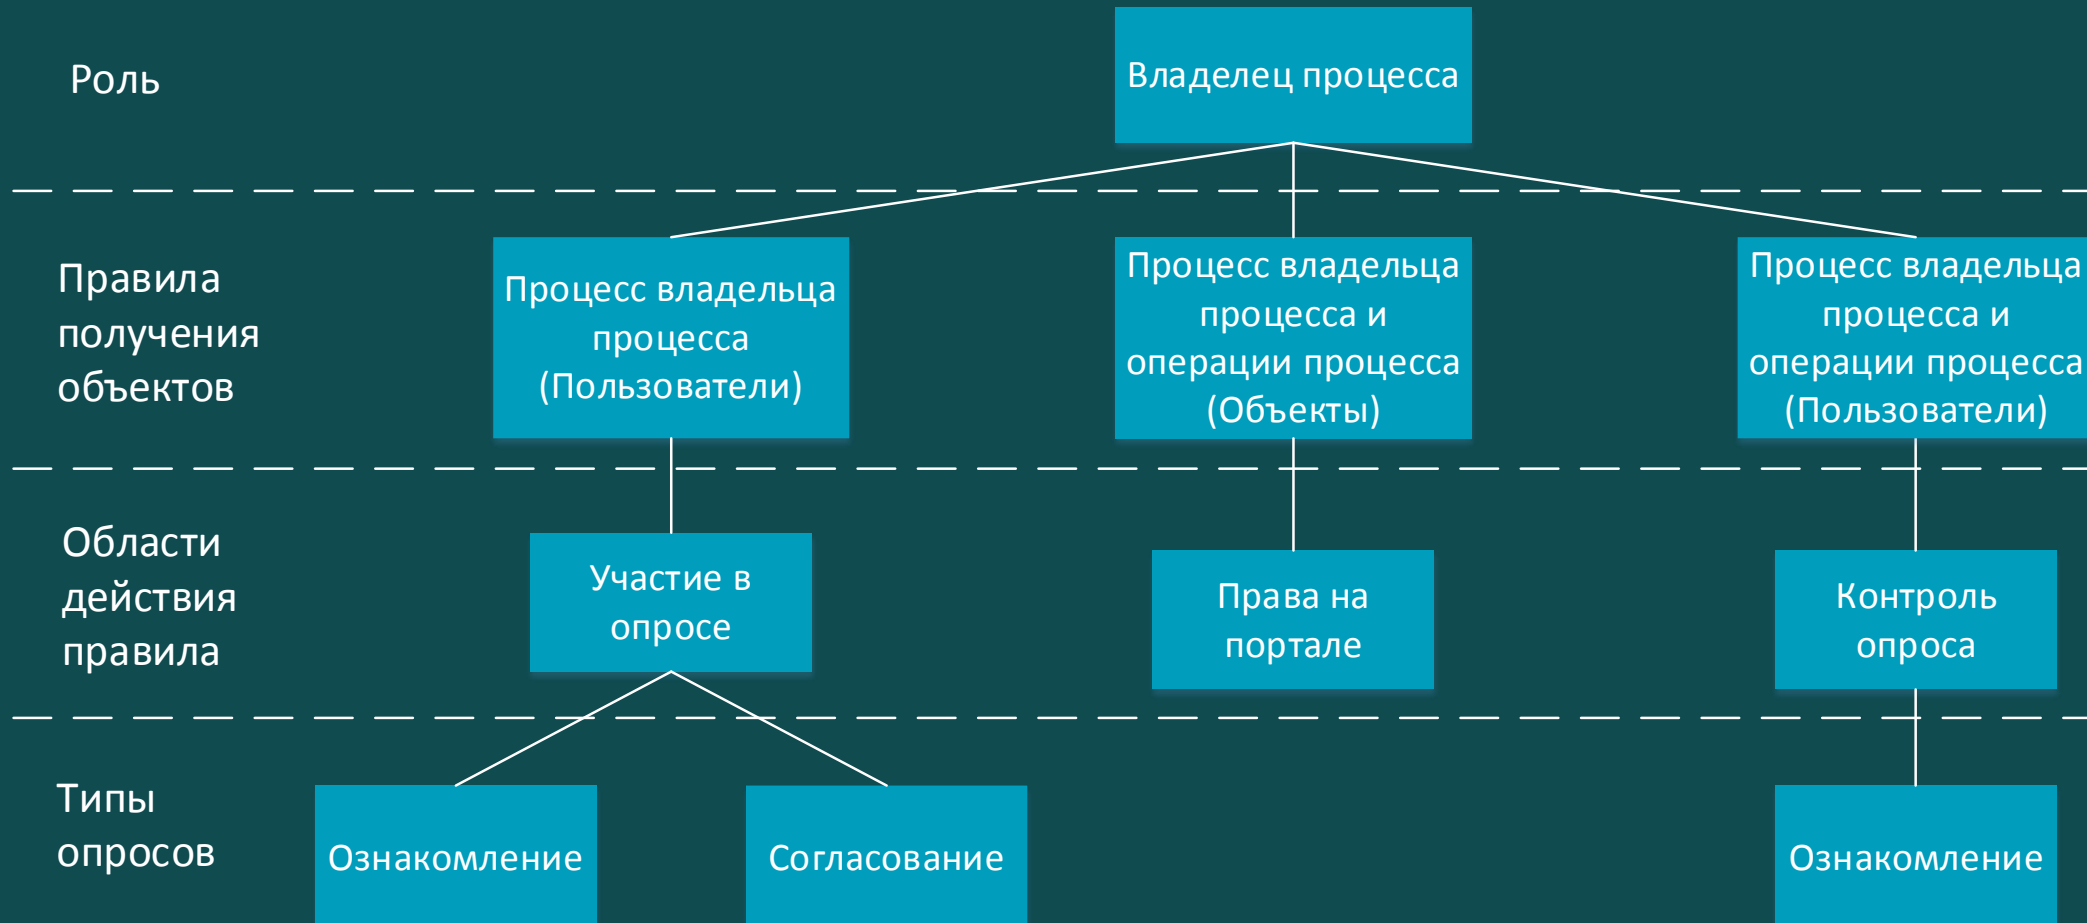 Роль
Владелец процесса
Правила
получения
объектов
Процесс владельца
процесса
(Пользователи)
Процесс владельца
процесса и
операции процесса
(Объекты)
Процесс владельца
процесса и
операции процесса
(Пользователи)
Области
действия
правила
Участие в
опросе
Права на
портале
Контроль
опроса
Типы
опросов
Ознакомление
Согласование
Ознакомление